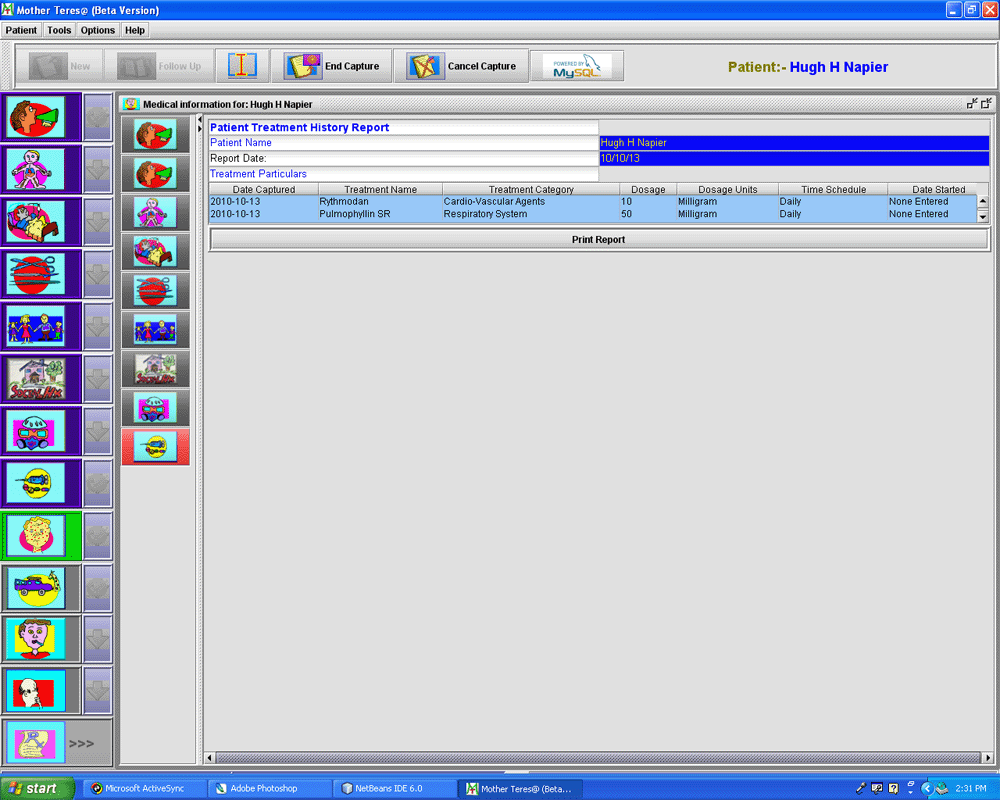 Mother Teres@ (Beta Version)
Patient Tools Options Help
New Follow Up End Capture Cancel Capture POWERED BY MySQL Patient:- Hugh H Napier
Medical information for: Hugh H Napier
Patient Treatment History Report
Patient Name Hugh H Napier
Report Date: 10/10/13
Treatment Particulars
Date Captured Treatment Name Treatment Category Dosage Dosage Units Time Schedule Date Started
2010-10-13 Rythmodan Cardio-Vascular Agents 10 Milligram Daily None Entered
2010-10-13 Pulmophyllin SR Respiratory System 50 Milligram Daily None Entered
Print Report
>>>
start Microsoft ActiveSync Adobe Photoshop NetBeans IDE 6.0 Mother Teres@ (Beta... 2:31 PM